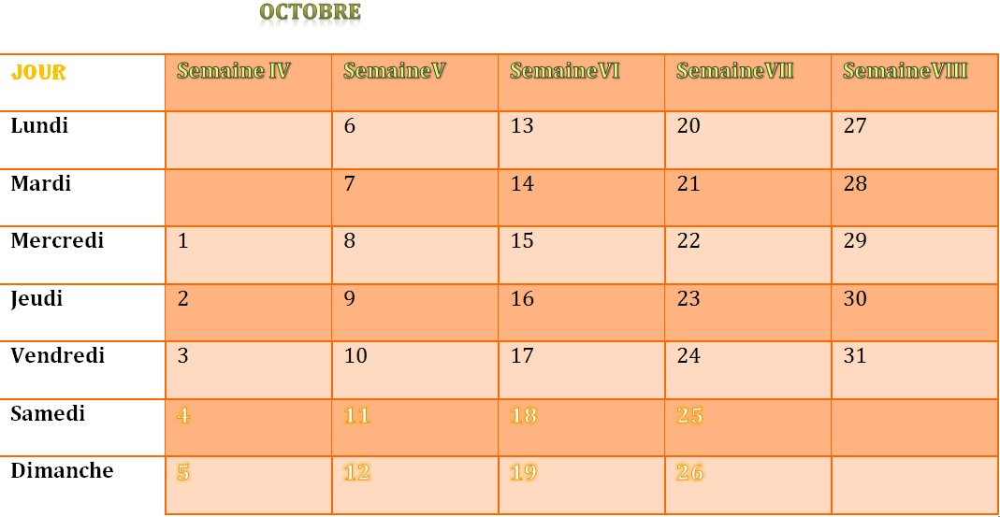 OCTOBRE
JOUR Semaine IV SemaineV SemaineVI SemaineVII SemaineVIII
Lundi 6 13 20 27
Mardi 7 14 21 28
Mercredi 1 8 15 22 29
Jeudi 2 9 16 23 30
Vendredi 3 10 17 24 31
Samedi 4 11 18 25
Dimanche 5 12 19 26